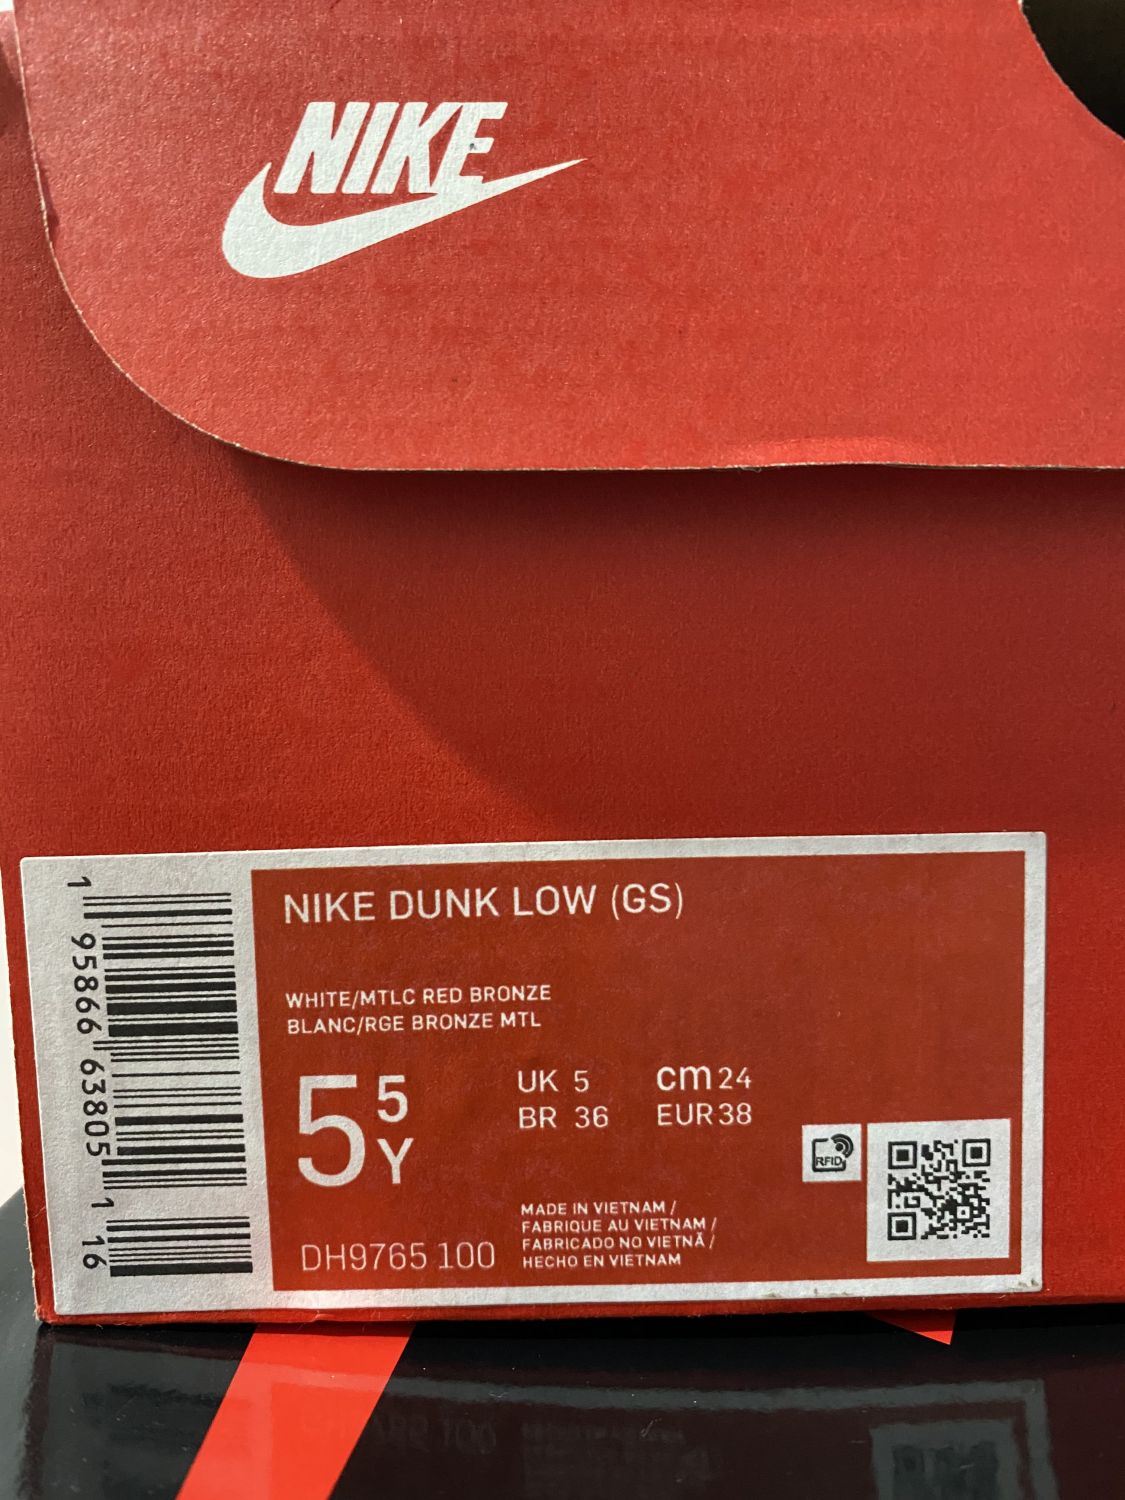 NIKE
NIKE DUNK LOW (GS)
WHITE/MTLC RED BRONZE
BLANC/RGE BRONZE MTL
5 5 Y
UK 5
BR 36
cm 24
EUR 38
RFID
MADE IN VIETNAM /
FABRIQUE AU VIETNAM /
FABRICADO NO VIETNÃ /
HECHO EN VIETNAM
DH9765 100
1 95866 63805 1 16